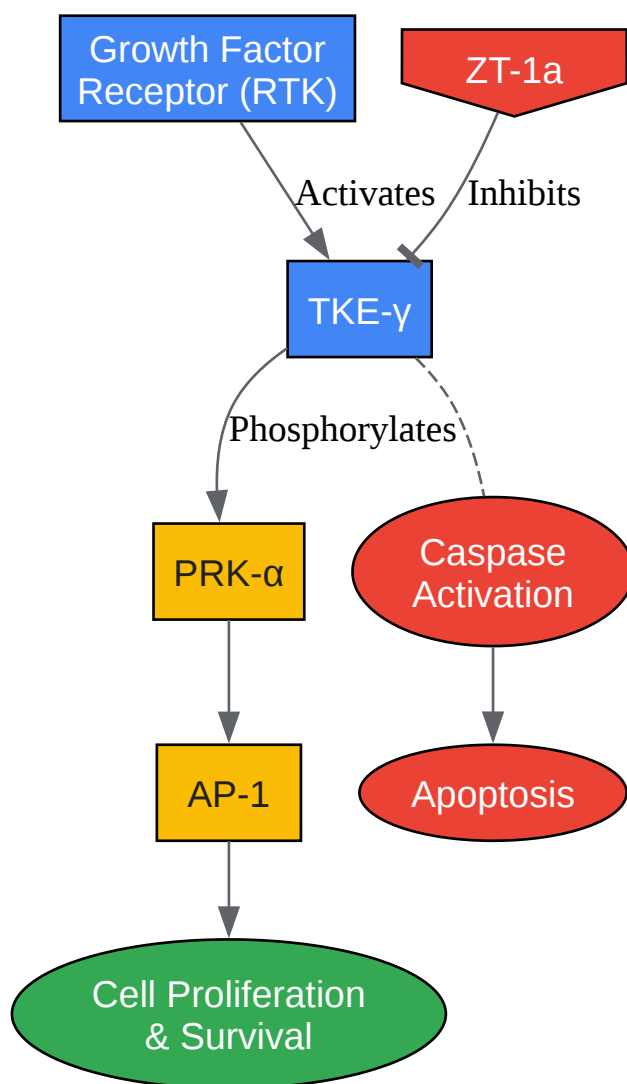 Growth Factor
Receptor (RTK)
ZT-1a
Activates
Inhibits
TKE-γ
Phosphorylates
PRK-α
Caspase
Activation
AP-1
Apoptosis
Cell Proliferation
& Survival